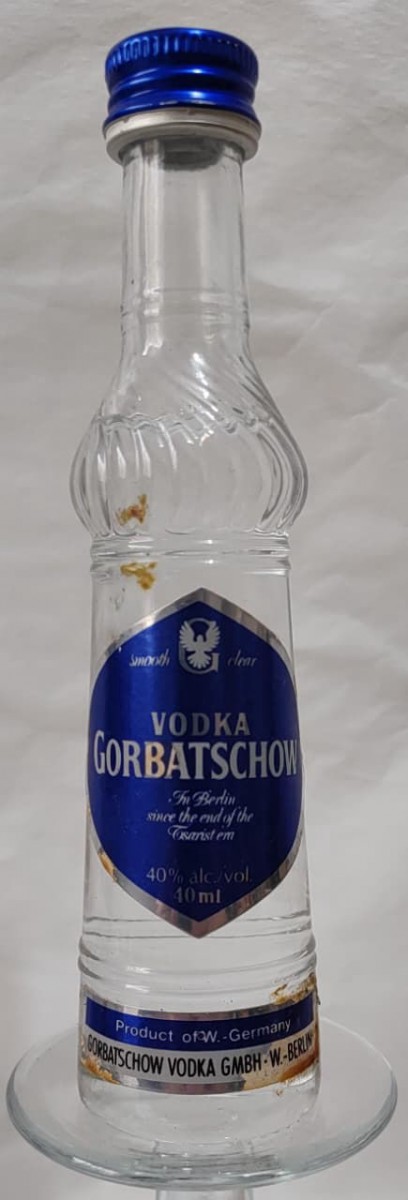 smooth G clear
VODKA
GORBATSCHOW
In Berlin
since the end of the
Tsarist era
40% alc./vol.
40ml
Product of W.-Germany
GORBATSCHOW VODKA GMBH·W.-BERLIN